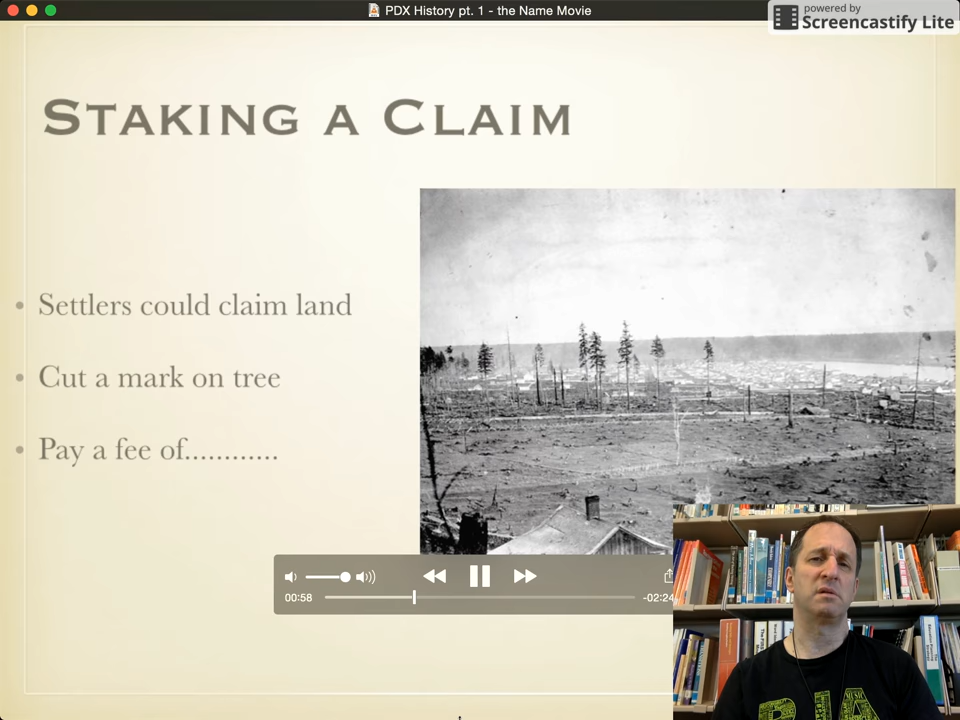 PDX History pt. 1 - the Name Movie
powered by
Screencastify Lite
STAKING A CLAIM
• Settlers could claim land
• Cut a mark on tree
• Pay a fee of............
00:58
-02:24